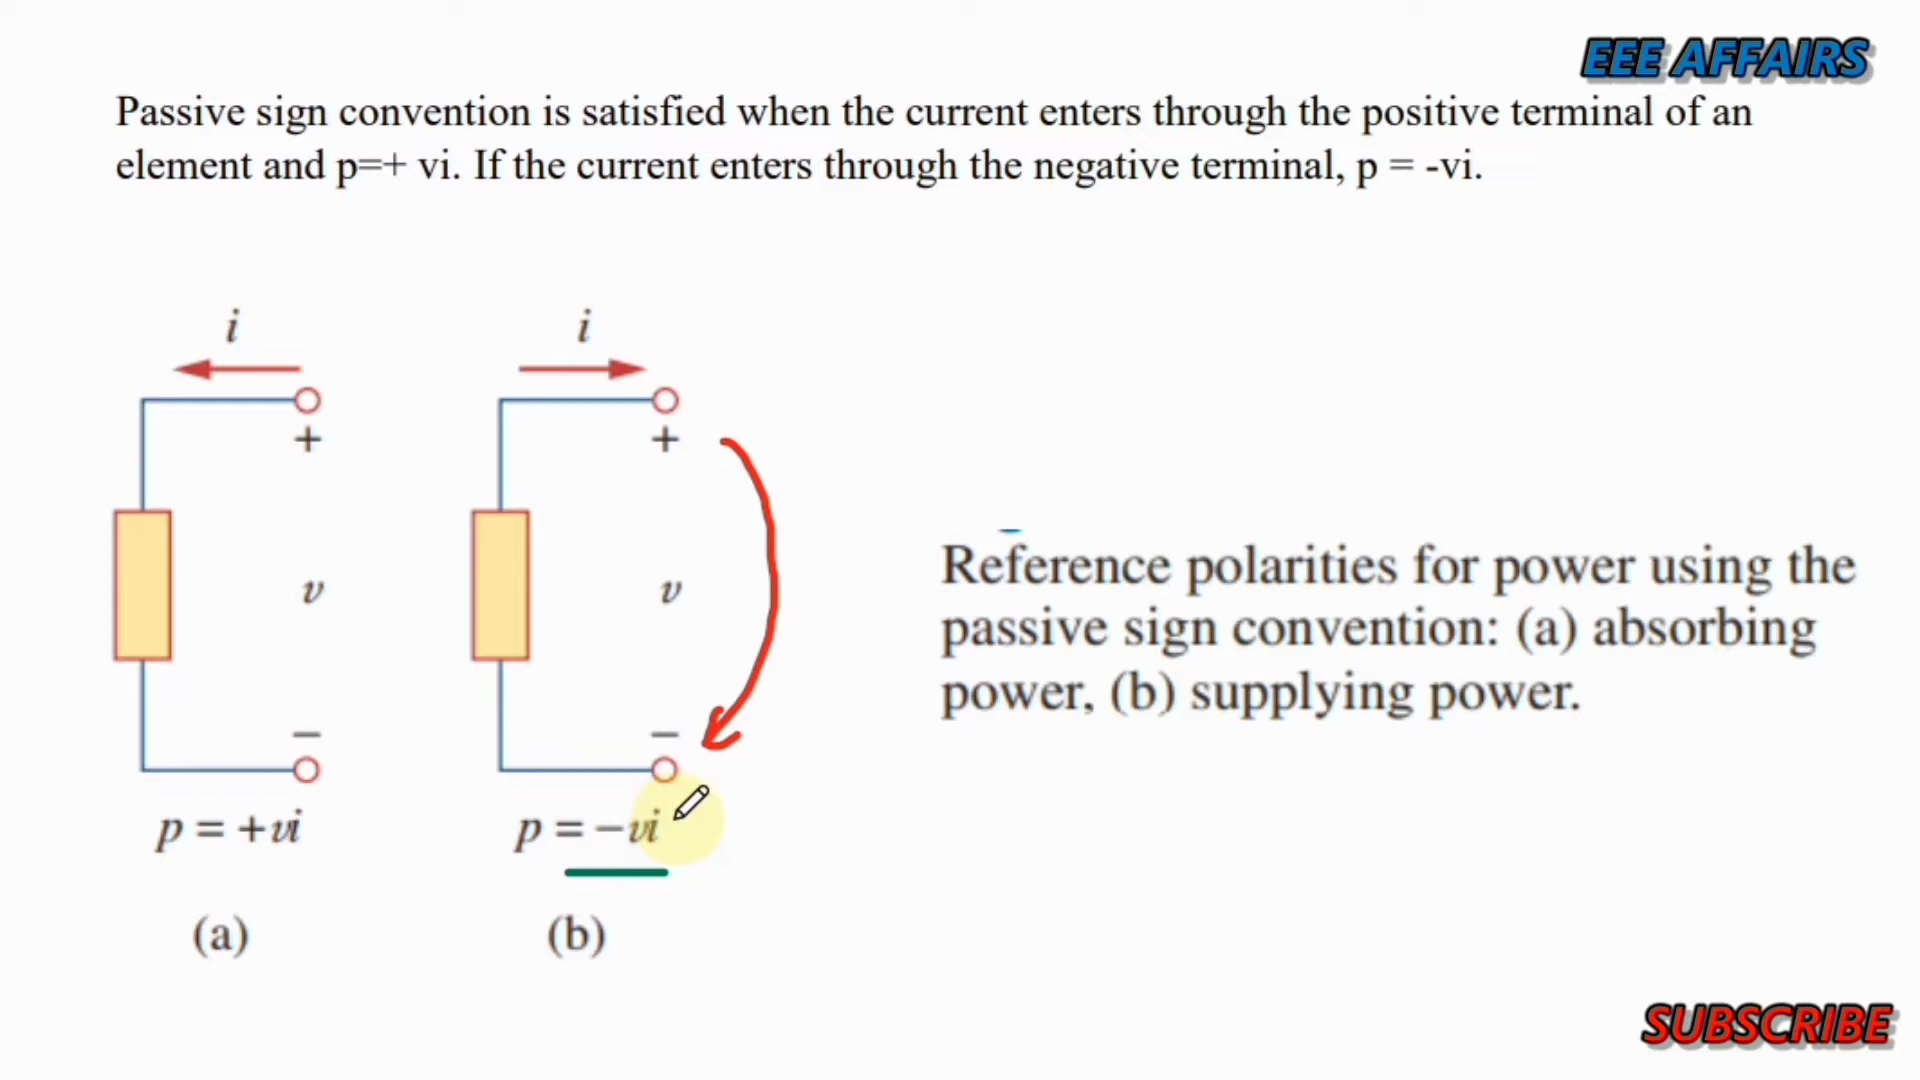 EEE AFFAIRS
Passive sign convention is satisfied when the current enters through the positive terminal of an
element and p=+ vi. If the current enters through the negative terminal, p = -vi.
i
i
+
+
v
v
−
−
p = +vi
p = −vi
(a)
(b)
Reference polarities for power using the
passive sign convention: (a) absorbing
power, (b) supplying power.
SUBSCRIBE